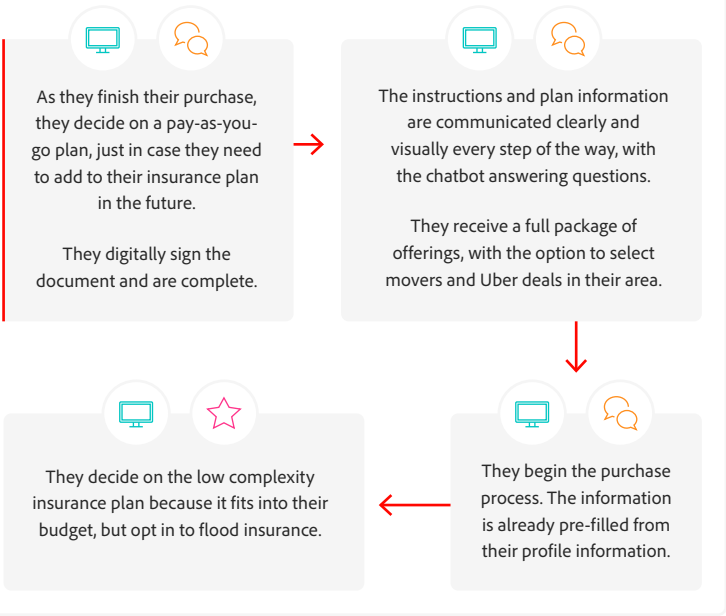 As they finish their purchase,
they decide on a pay-as-you-
go plan, just in case they need
to add to their insurance plan
in the future.
They digitally sign the
document and are complete.
The instructions and plan information
are communicated clearly and
visually every step of the way, with
the chatbot answering questions.
They receive a full package of
offerings, with the option to select
movers and Uber deals in their area.
They begin the purchase
process. The information
is already pre-filled from
their profile information.
They decide on the low complexity
insurance plan because it fits into their
budget, but opt in to flood insurance.